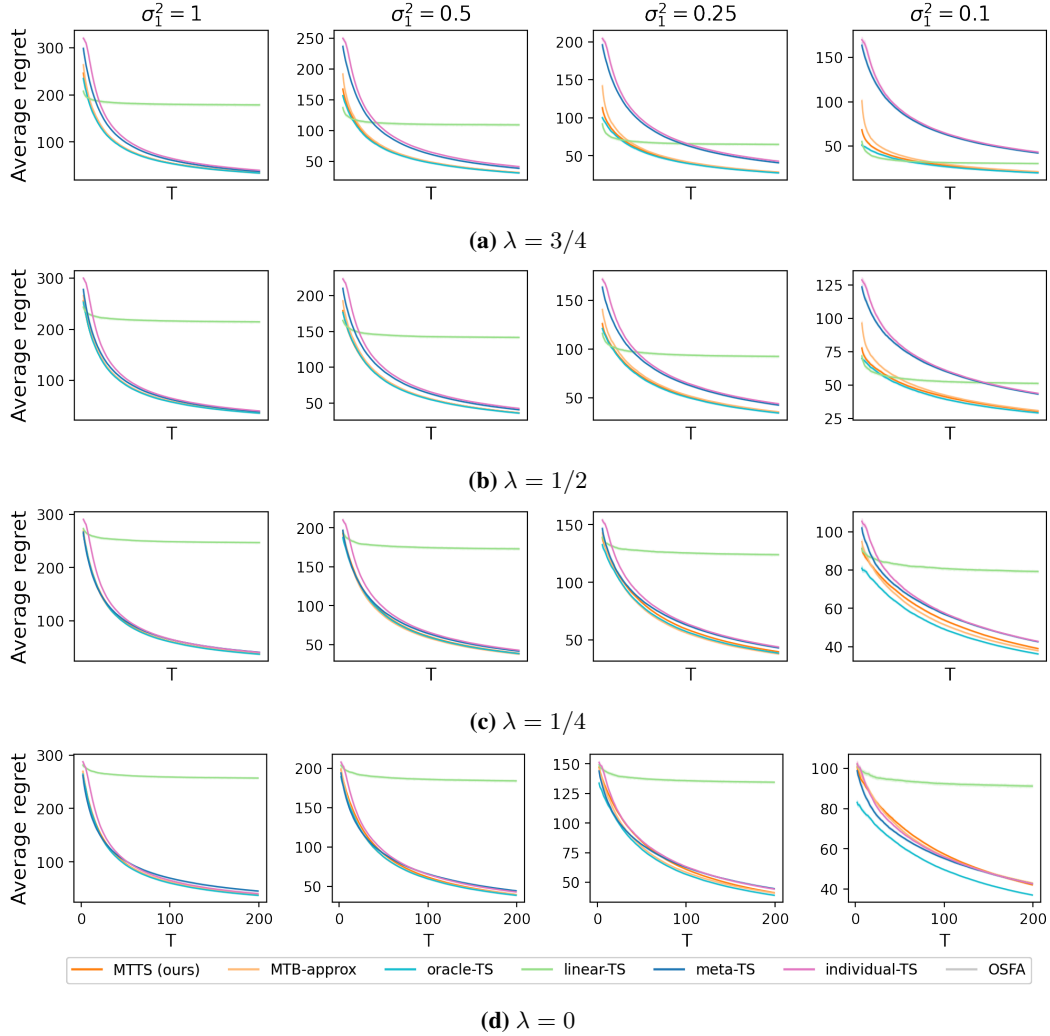 σ₁² = 1 σ₁² = 0.5 σ₁² = 0.25 σ₁² = 0.1
Average regret
300
200
100
T
250
200
150
100
50
T
200
150
100
50
T
150
100
50
T
(a) λ = 3/4
Average regret
300
200
100
T
200
150
100
50
T
150
100
50
T
125
100
75
50
25
T
(b) λ = 1/2
Average regret
300
200
100
T
200
150
100
50
T
150
100
50
T
100
80
60
40
T
(c) λ = 1/4
Average regret
300
200
100
0 100 200
T
200
150
100
50
0 100 200
T
150
125
100
75
50
0 100 200
T
100
80
60
40
0 100 200
T
MTTS (ours) MTB-approx oracle-TS linear-TS meta-TS individual-TS OSFA
(d) λ = 0